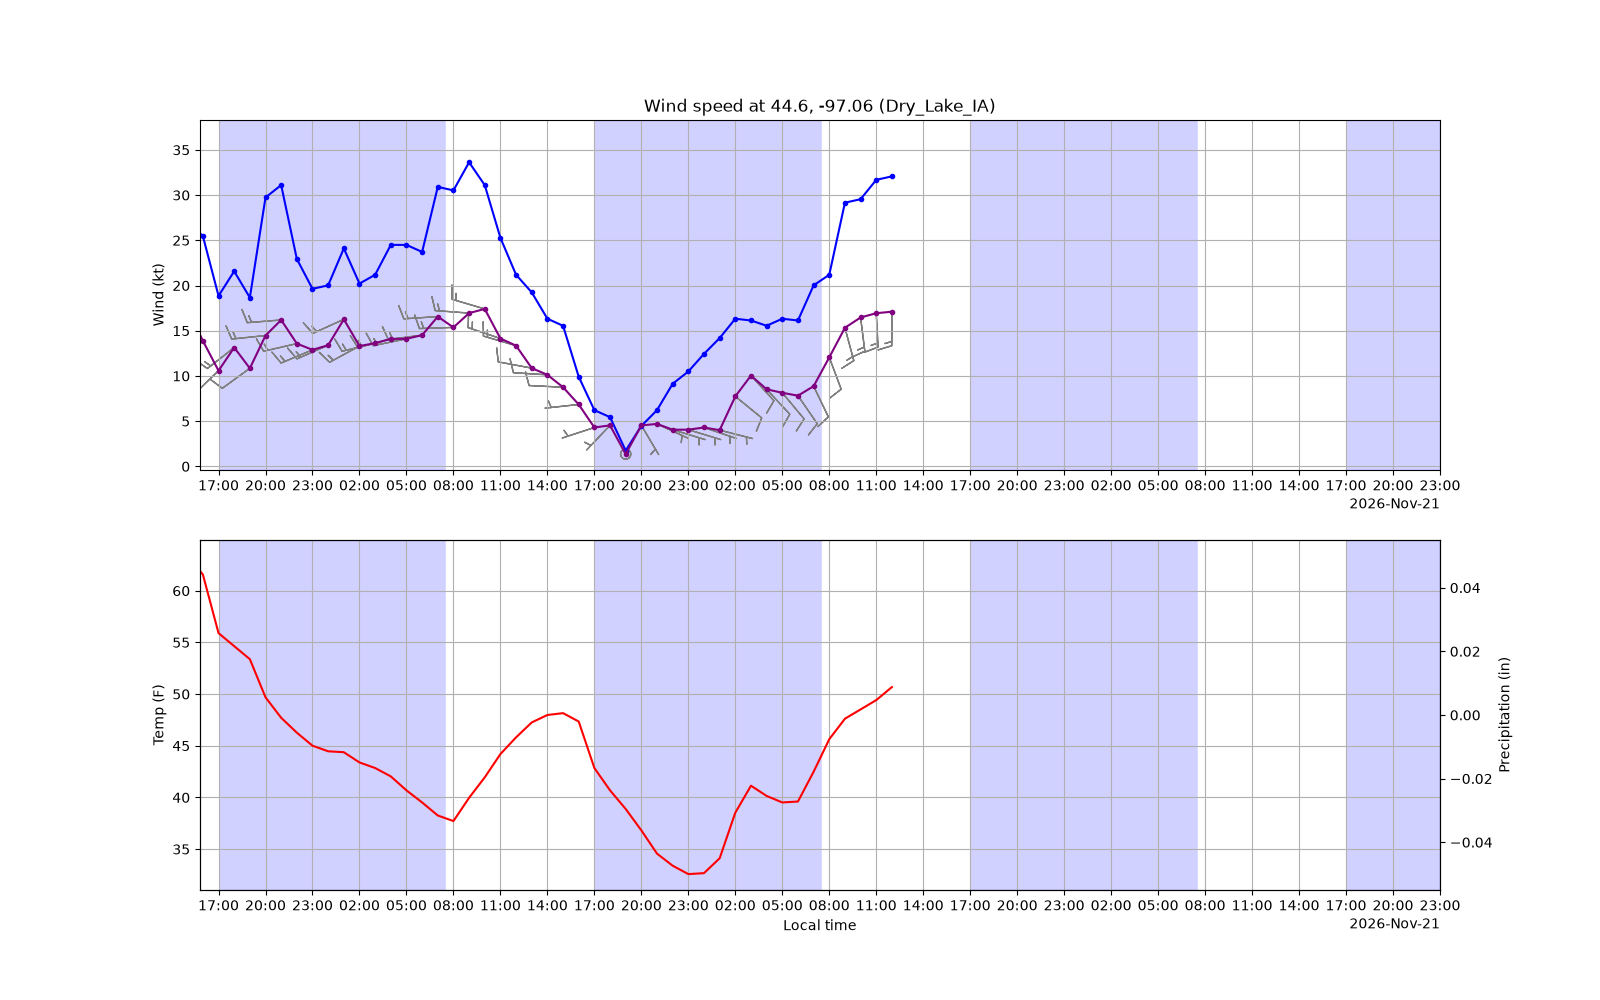 Wind speed at 44.6, -97.06 (Dry_Lake_IA)
Wind (kt)
35
30
25
20
15
10
5
0
17:00 20:00 23:00 02:00 05:00 08:00 11:00 14:00 17:00 20:00 23:00 02:00 05:00 08:00 11:00 14:00 17:00 20:00 23:00 02:00 05:00 08:00 11:00 14:00 17:00 20:00 23:00
2026-Nov-21
Temp (F)
60
55
50
45
40
35
0.04
0.02
0.00
−0.02
−0.04
Precipitation (in)
17:00 20:00 23:00 02:00 05:00 08:00 11:00 14:00 17:00 20:00 23:00 02:00 05:00 08:00 11:00 14:00 17:00 20:00 23:00 02:00 05:00 08:00 11:00 14:00 17:00 20:00 23:00
Local time
2026-Nov-21